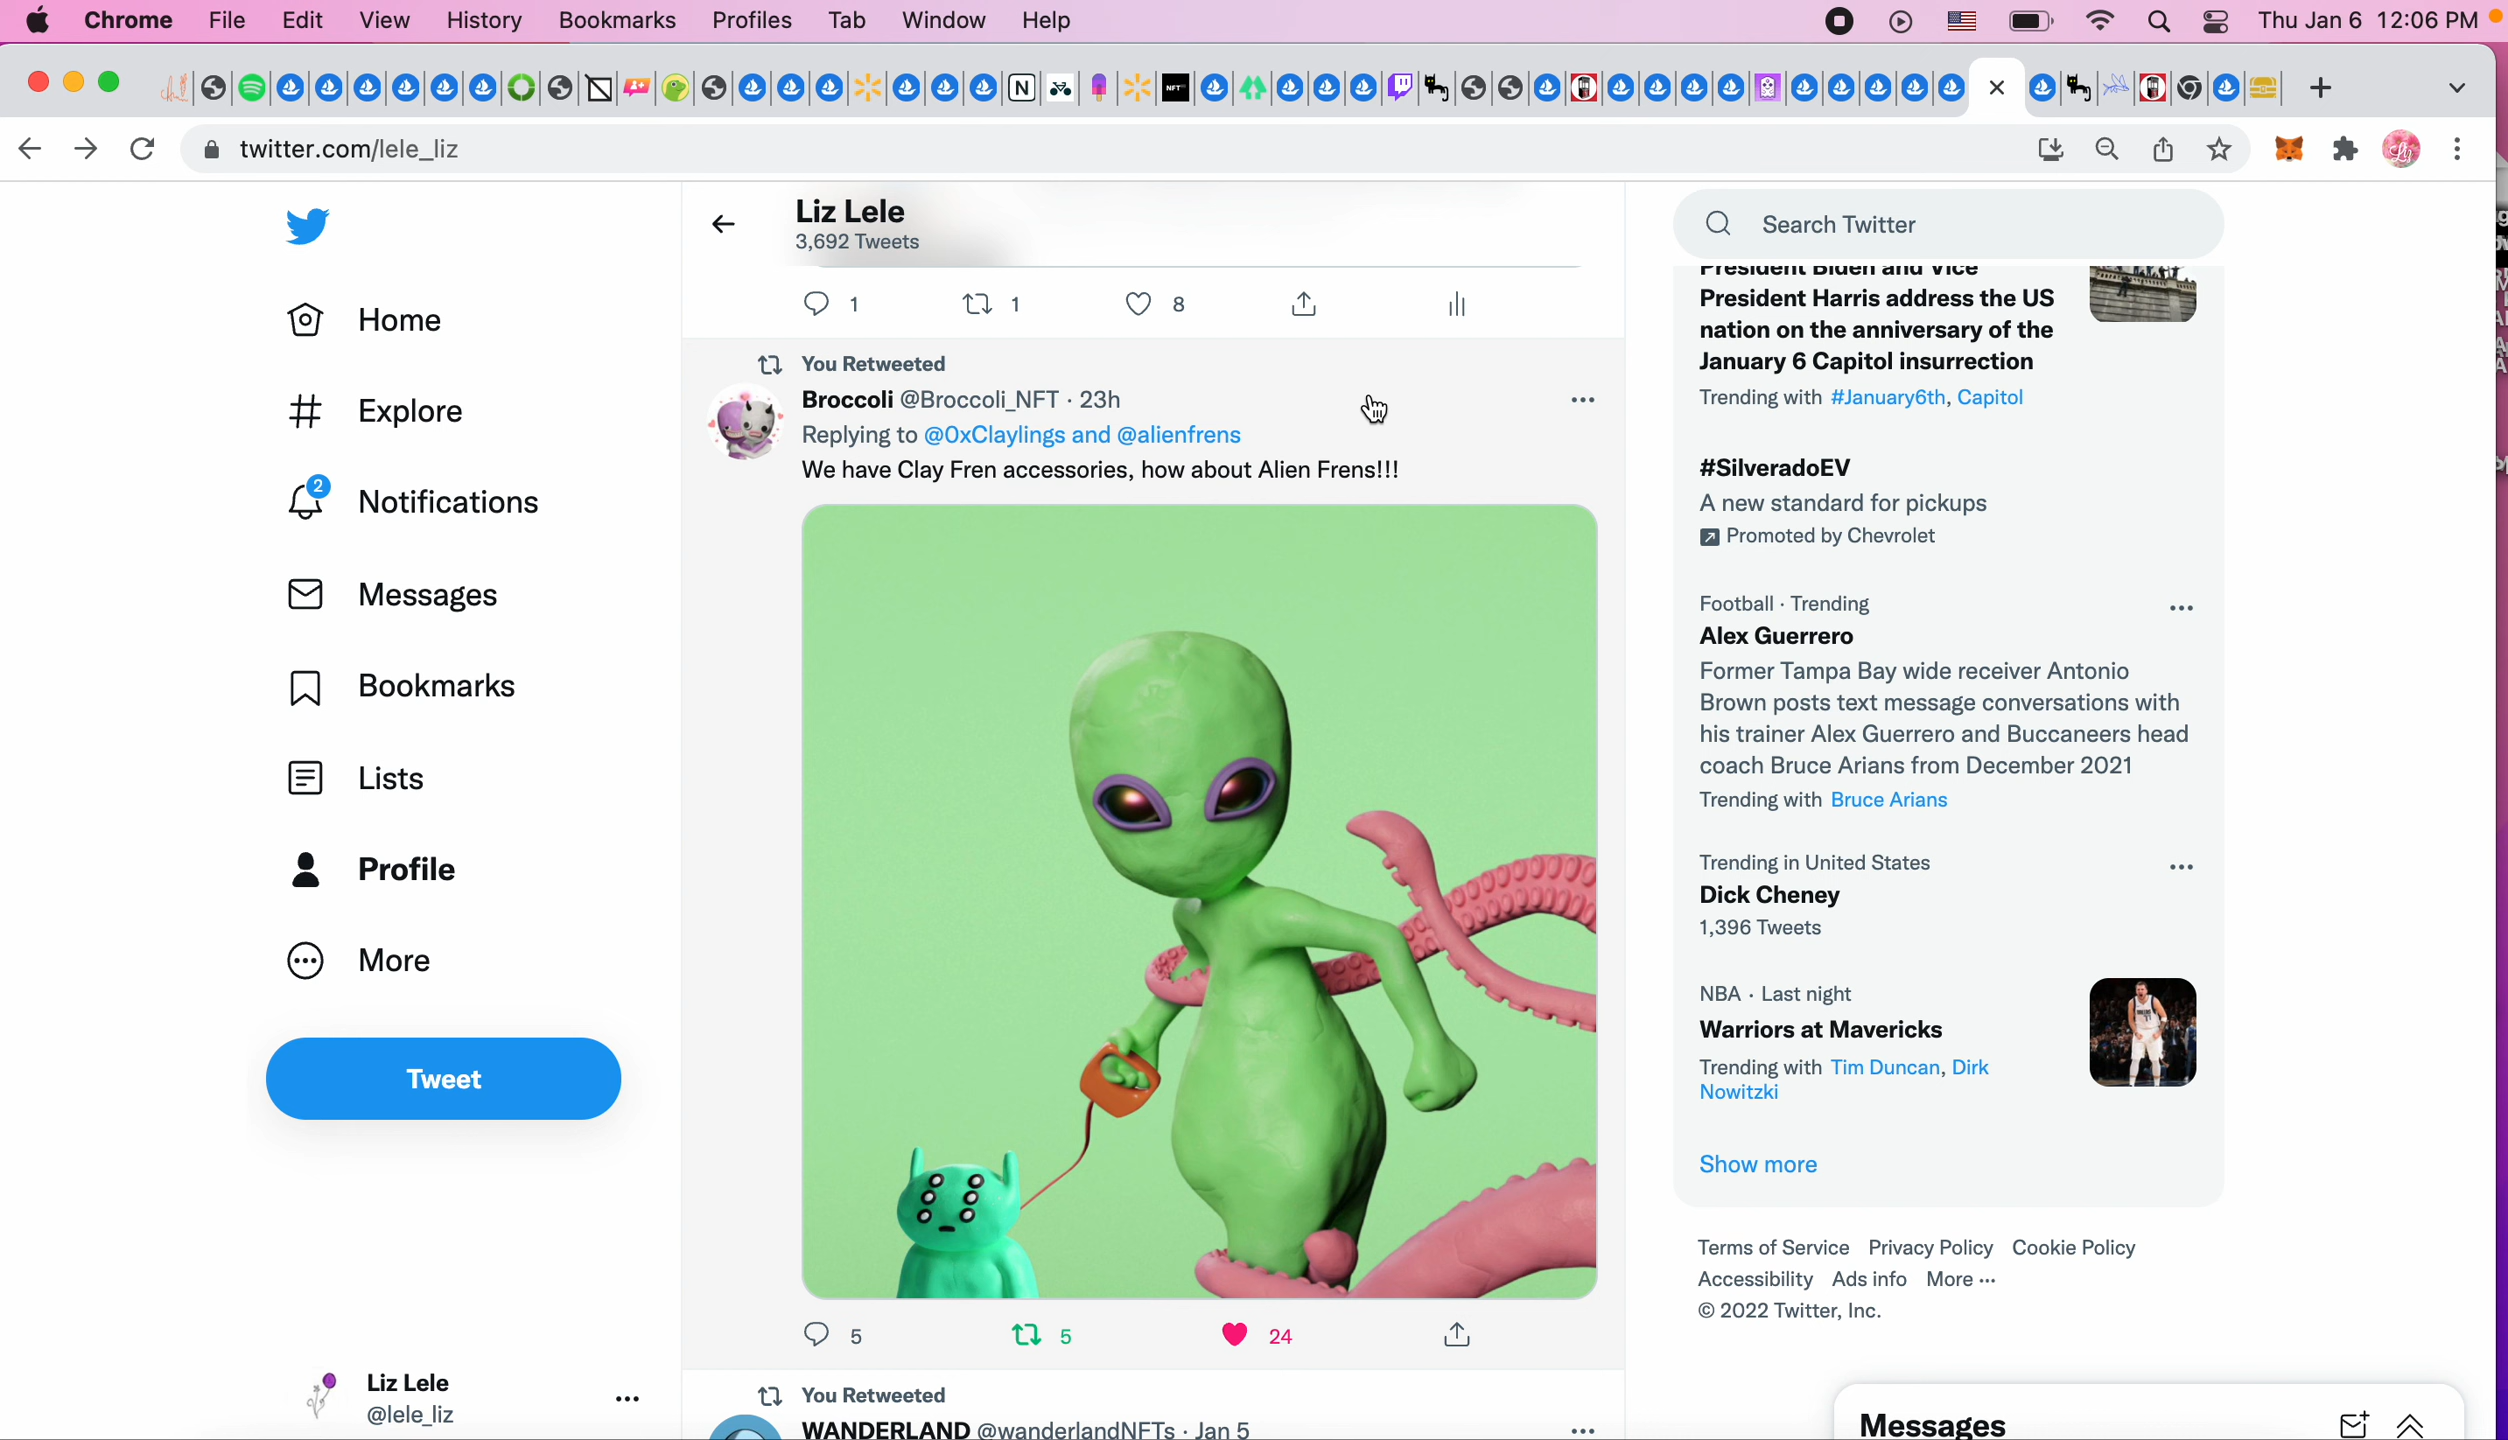 Chrome File Edit View History Bookmarks Profiles Tab Window Help Thu Jan 6 12:06 PM
twitter.com/lele_liz
Home
Explore
2
Notifications
Messages
Bookmarks
Lists
Profile
More
Tweet
Liz Lele
@lele_liz
Liz Lele
3,692 Tweets
1 1 8
You Retweeted
Broccoli @Broccoli_NFT · 23h
Replying to @0xClaylings and @alienfrens
We have Clay Fren accessories, how about Alien Frens!!!
5 5 24
You Retweeted
WANDERLAND @wanderlandNFTs · Jan 5
Search Twitter
President Biden and Vice
President Harris address the US
nation on the anniversary of the
January 6 Capitol insurrection
Trending with #January6th, Capitol
#SilveradoEV
A new standard for pickups
Promoted by Chevrolet
Football · Trending
Alex Guerrero
Former Tampa Bay wide receiver Antonio
Brown posts text message conversations with
his trainer Alex Guerrero and Buccaneers head
coach Bruce Arians from December 2021
Trending with Bruce Arians
Trending in United States
Dick Cheney
1,396 Tweets
NBA · Last night
Warriors at Mavericks
Trending with Tim Duncan, Dirk
Nowitzki
Show more
Terms of Service Privacy Policy Cookie Policy
Accessibility Ads info More ···
© 2022 Twitter, Inc.
Messages